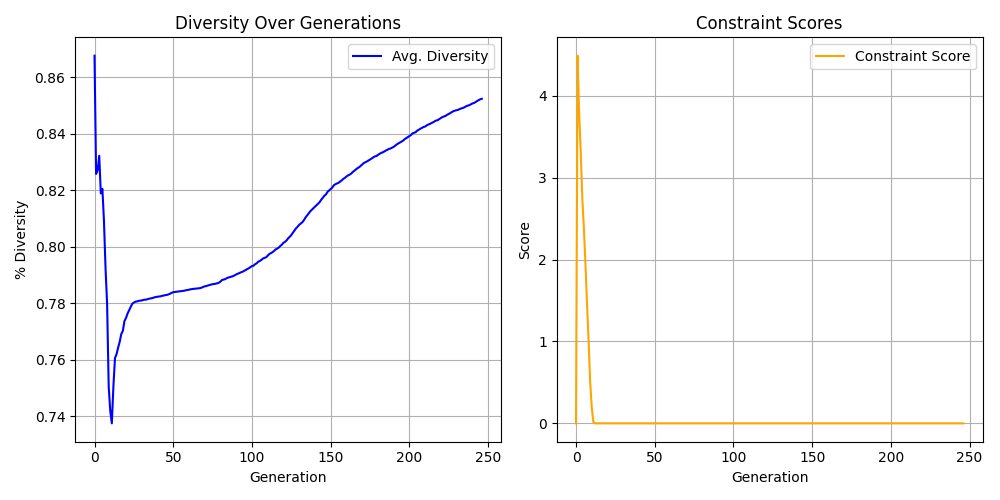 Diversity Over Generations
Avg. Diversity
% Diversity
0.86
0.84
0.82
0.80
0.78
0.76
0.74
0 50 100 150 200 250
Generation
Constraint Scores
Constraint Score
Score
4
3
2
1
0
0 50 100 150 200 250
Generation